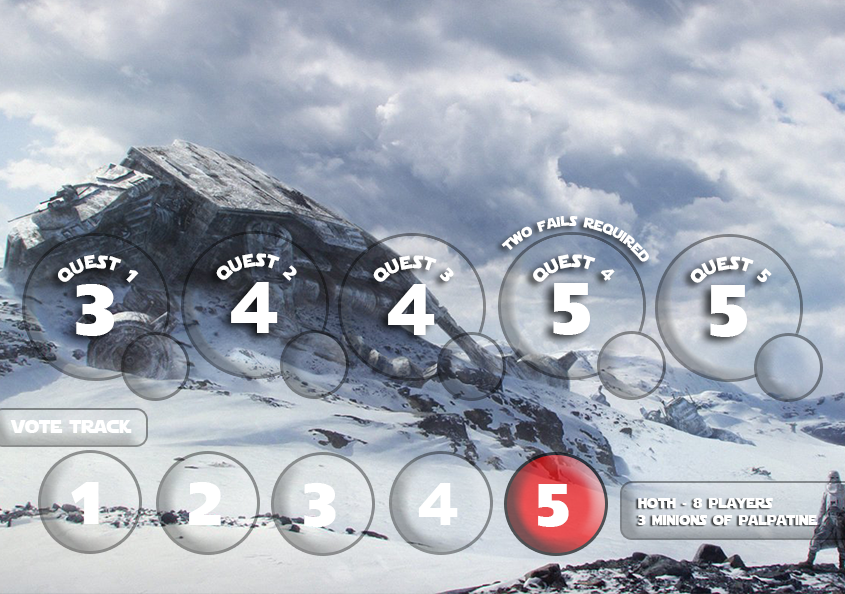 TWO FAILS REQUIRED
QUEST 1
QUEST 2
QUEST 3
QUEST 4
QUEST 5
3
4
4
5
5
VOTE TRACK
1
2
3
4
5
HOTH - 8 PLAYERS
3 MINIONS OF PALPATINE